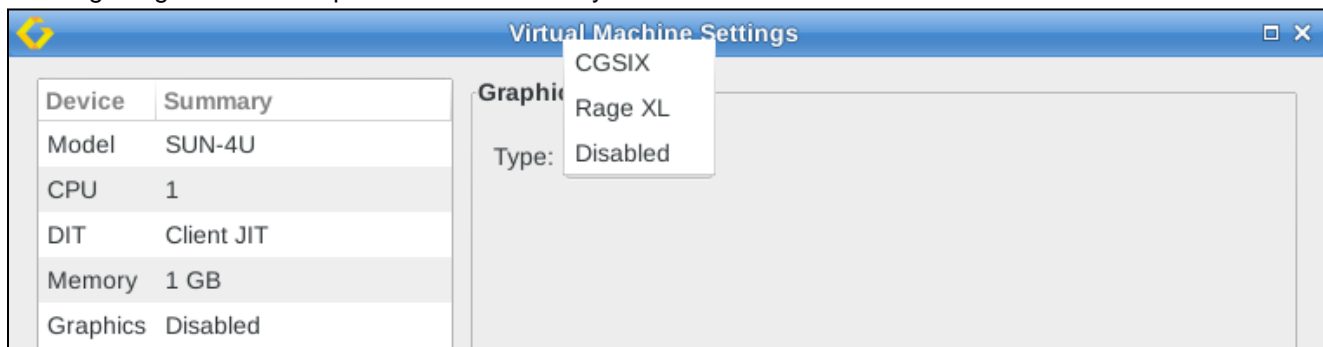 Virtual Machine Settings
Device Summary
Model SUN-4U
CPU 1
DIT Client JIT
Memory 1 GB
Graphics Disabled
Graphic
Type:
CGSIX
Rage XL
Disabled